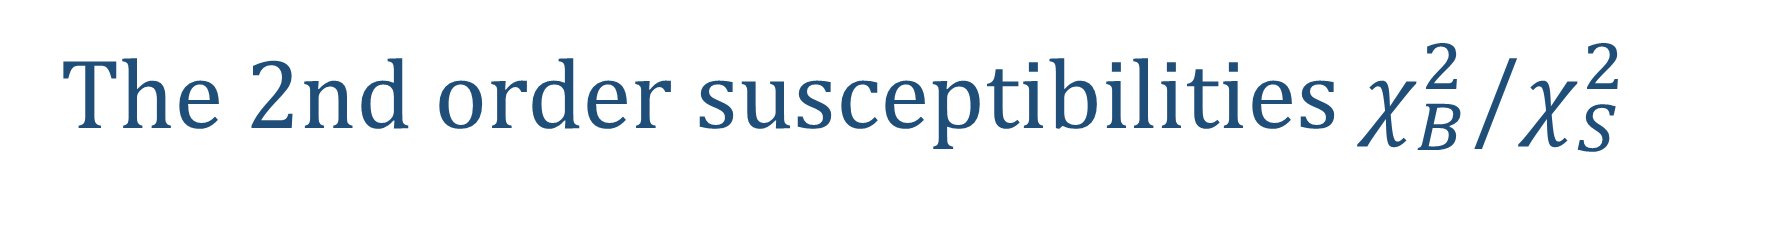 The 2nd order susceptibilities χ_B^2/χ_S^2